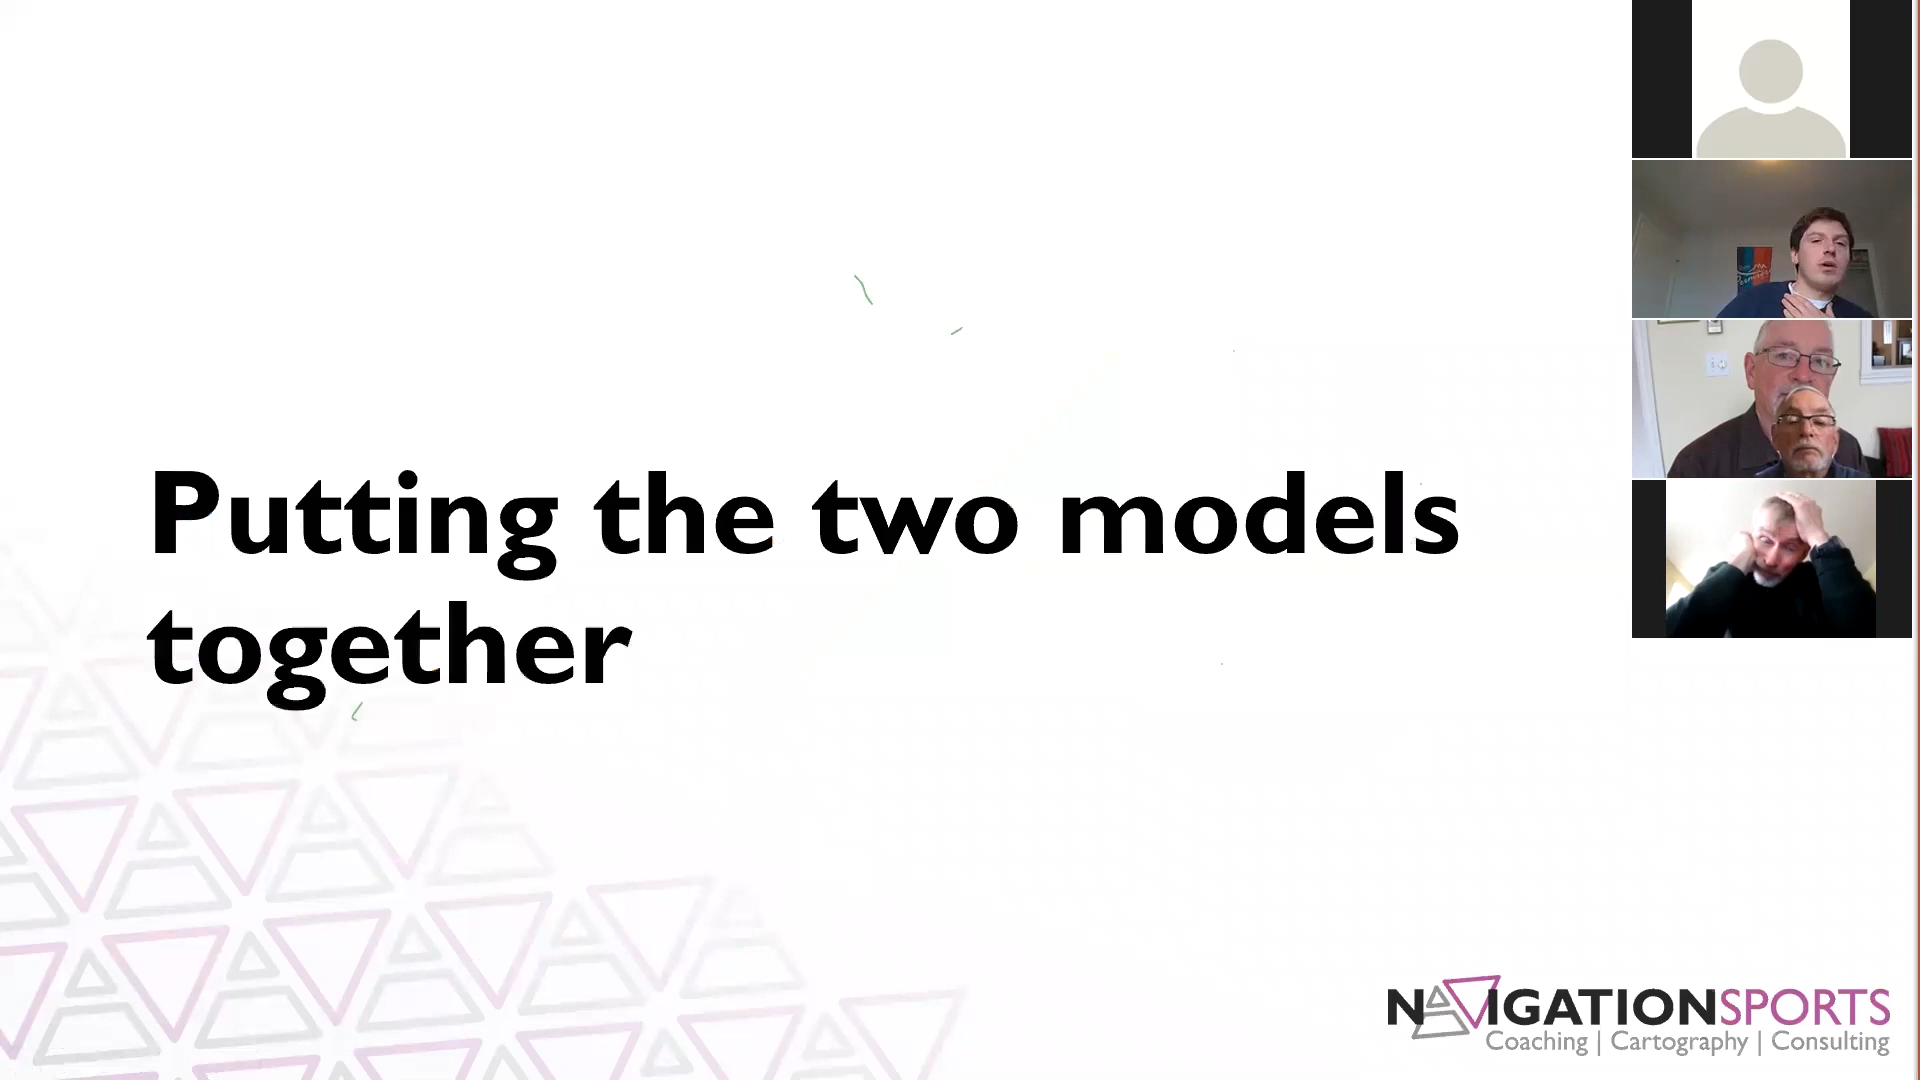 Putting the two models
together
NAVIGATIONSPORTS
Coaching | Cartography | Consulting